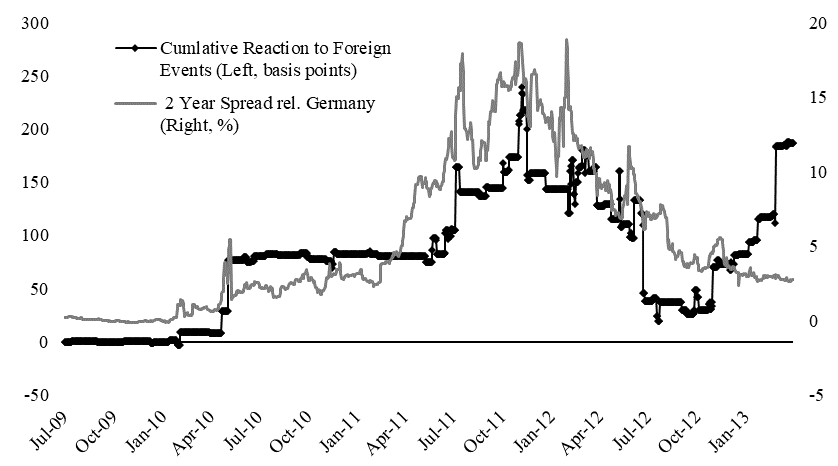 300
250
200
150
100
50
0
-50
20
15
10
5
0
-5
Cumlative Reaction to Foreign
Events (Left, basis points)
2 Year Spread rel. Germany
(Right, %)
Jul-09
Oct-09
Jan-10
Apr-10
Jul-10
Oct-10
Jan-11
Apr-11
Jul-11
Oct-11
Jan-12
Apr-12
Jul-12
Oct-12
Jan-13